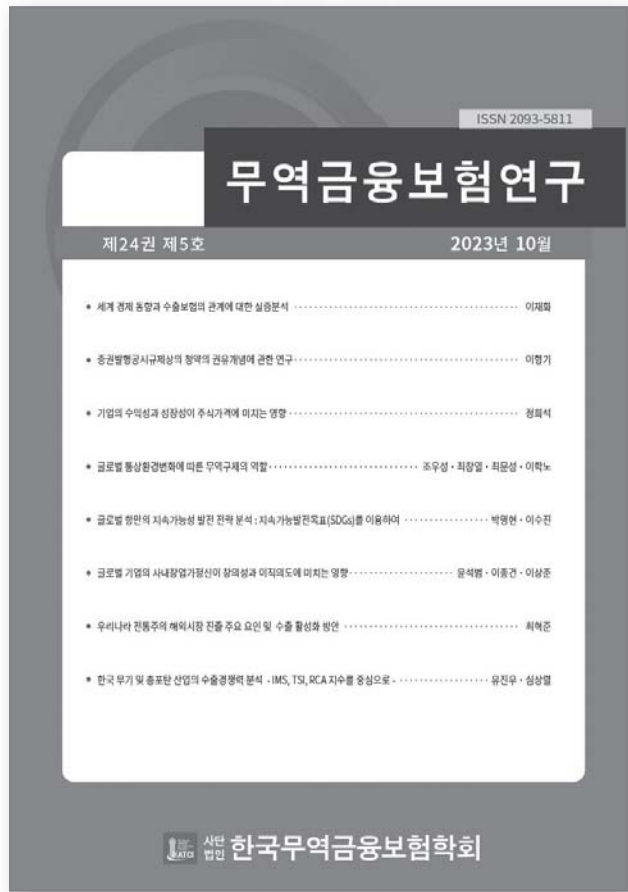 ISSN 2093-5811
무역금융보험연구
제24권 제5호 2023년 10월
• 세계 경제 동향과 수출보험의 관계에 대한 실증분석 이재화
• 증권발행공시규제상의 청약의 권유개념에 관한 연구 이형기
• 기업의 수익성과 성장성이 주식가격에 미치는 영향 정희석
• 글로벌 통상환경변화에 따른 무역구제의 역할 조우성・최장열・최문성・이학노
• 글로벌 항만의 지속가능성 발전 전략 분석 : 지속가능발전목표(SDGs)를 이용하여 박명현・이수진
• 글로벌 기업의 사내창업가정신이 창의성과 이직의도에 미치는 영향 윤석범・이종건・이상준
• 우리나라 전통주의 해외시장 진출 주요 요인 및 수출 활성화 방안 최혁준
• 한국 무기 및 총포탄 산업의 수출경쟁력 분석 - IMS, TSI, RCA 지수를 중심으로 - 유진우・심상렬
사단법인 한국무역금융보험학회